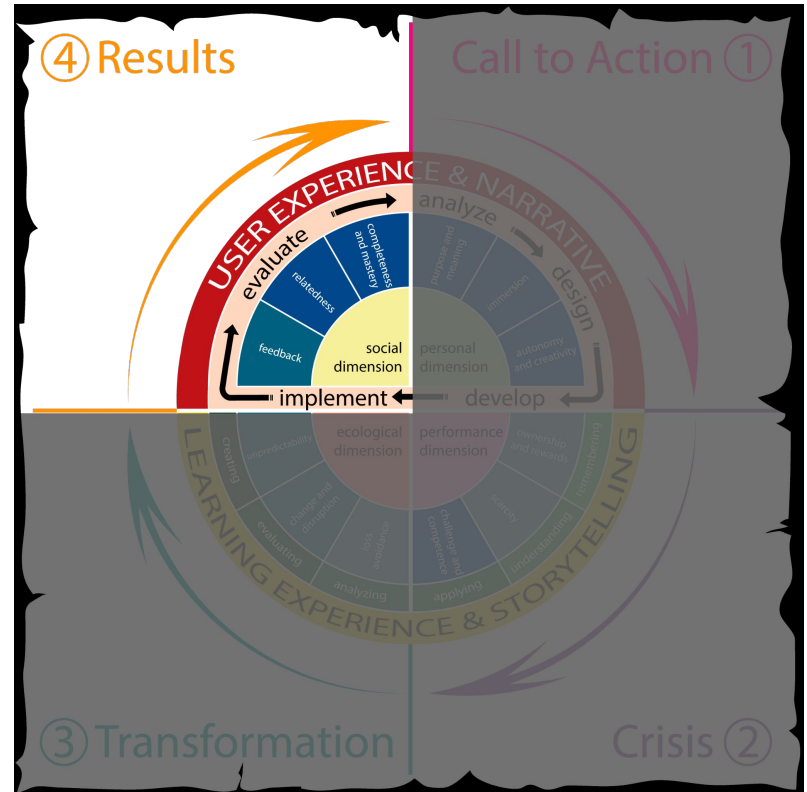 ④ Results
Call to Action ①
USER EXPERIENCE & NARRATIVE
evaluate
analyze
design
completeness
and mastery
relatedness
feedback
purpose and
meaning
immersion
autonomy
and creativity
social
dimension
personal
dimension
implement
develop
ecological
dimension
performance
dimension
unpredictability
change and
disruption
loss
avoidance
challenge and
competence
scarcity
ownership
and rewards
creating
evaluating
analyzing
applying
understanding
remembering
LEARNING EXPERIENCE & STORYTELLING
③ Transformation
Crisis ②